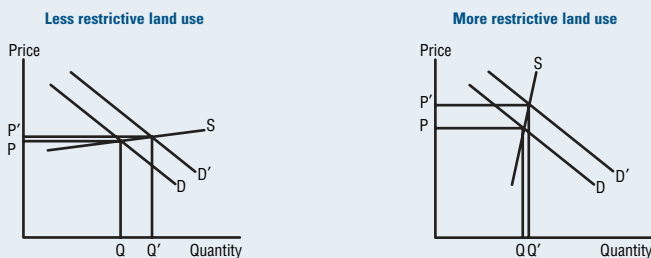 Less restrictive land use
Price
P′
P
S
D′
D
Q Q′ Quantity
More restrictive land use
Price
S
P′
P
D′
D
Q Q′ Quantity